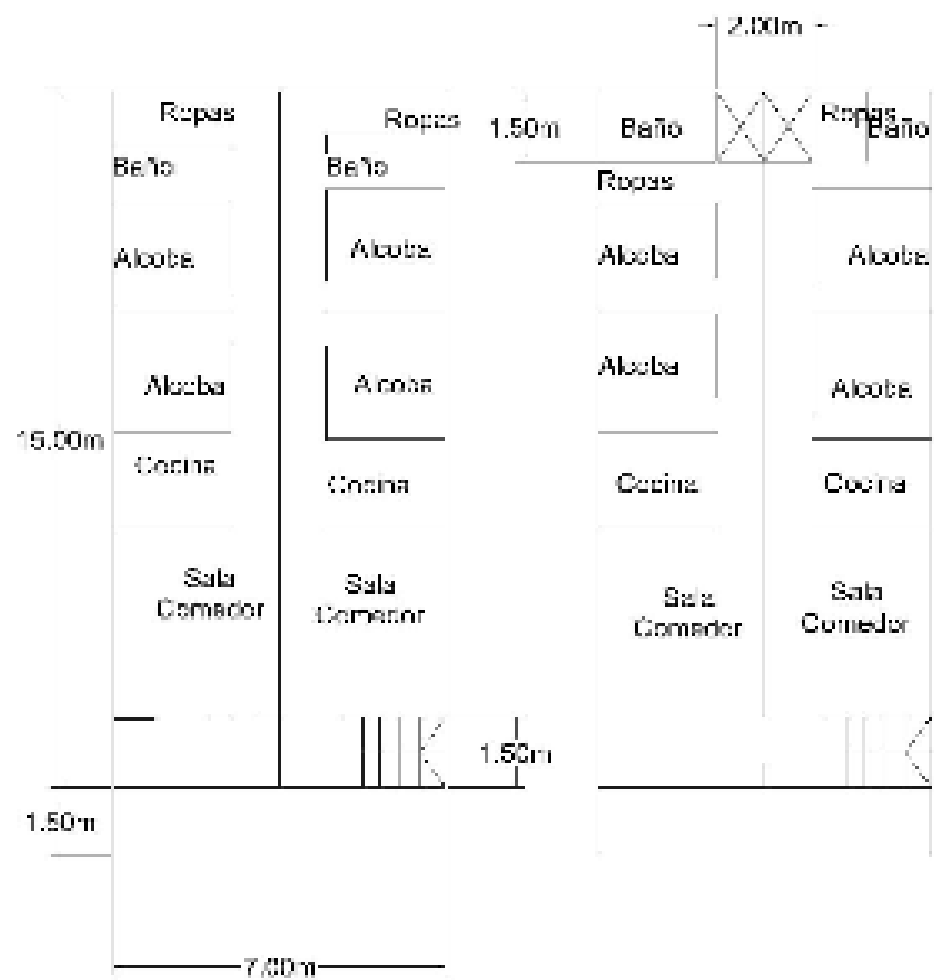 2.00m
Ropas
Ropas
1.50m
Baño
Ropas
Baño
Baño
Baño
Ropas
Alcoba
Alcoba
Alcoba
Alcoba
Alcoba
Alcoba
Alcoba
Alcoba
15.00m
Cocina
Cocina
Cocina
Cocina
Sala
Comedor
Sala
Comedor
Sala
Comedor
Sala
Comedor
1.50m
1.50m
7.00m